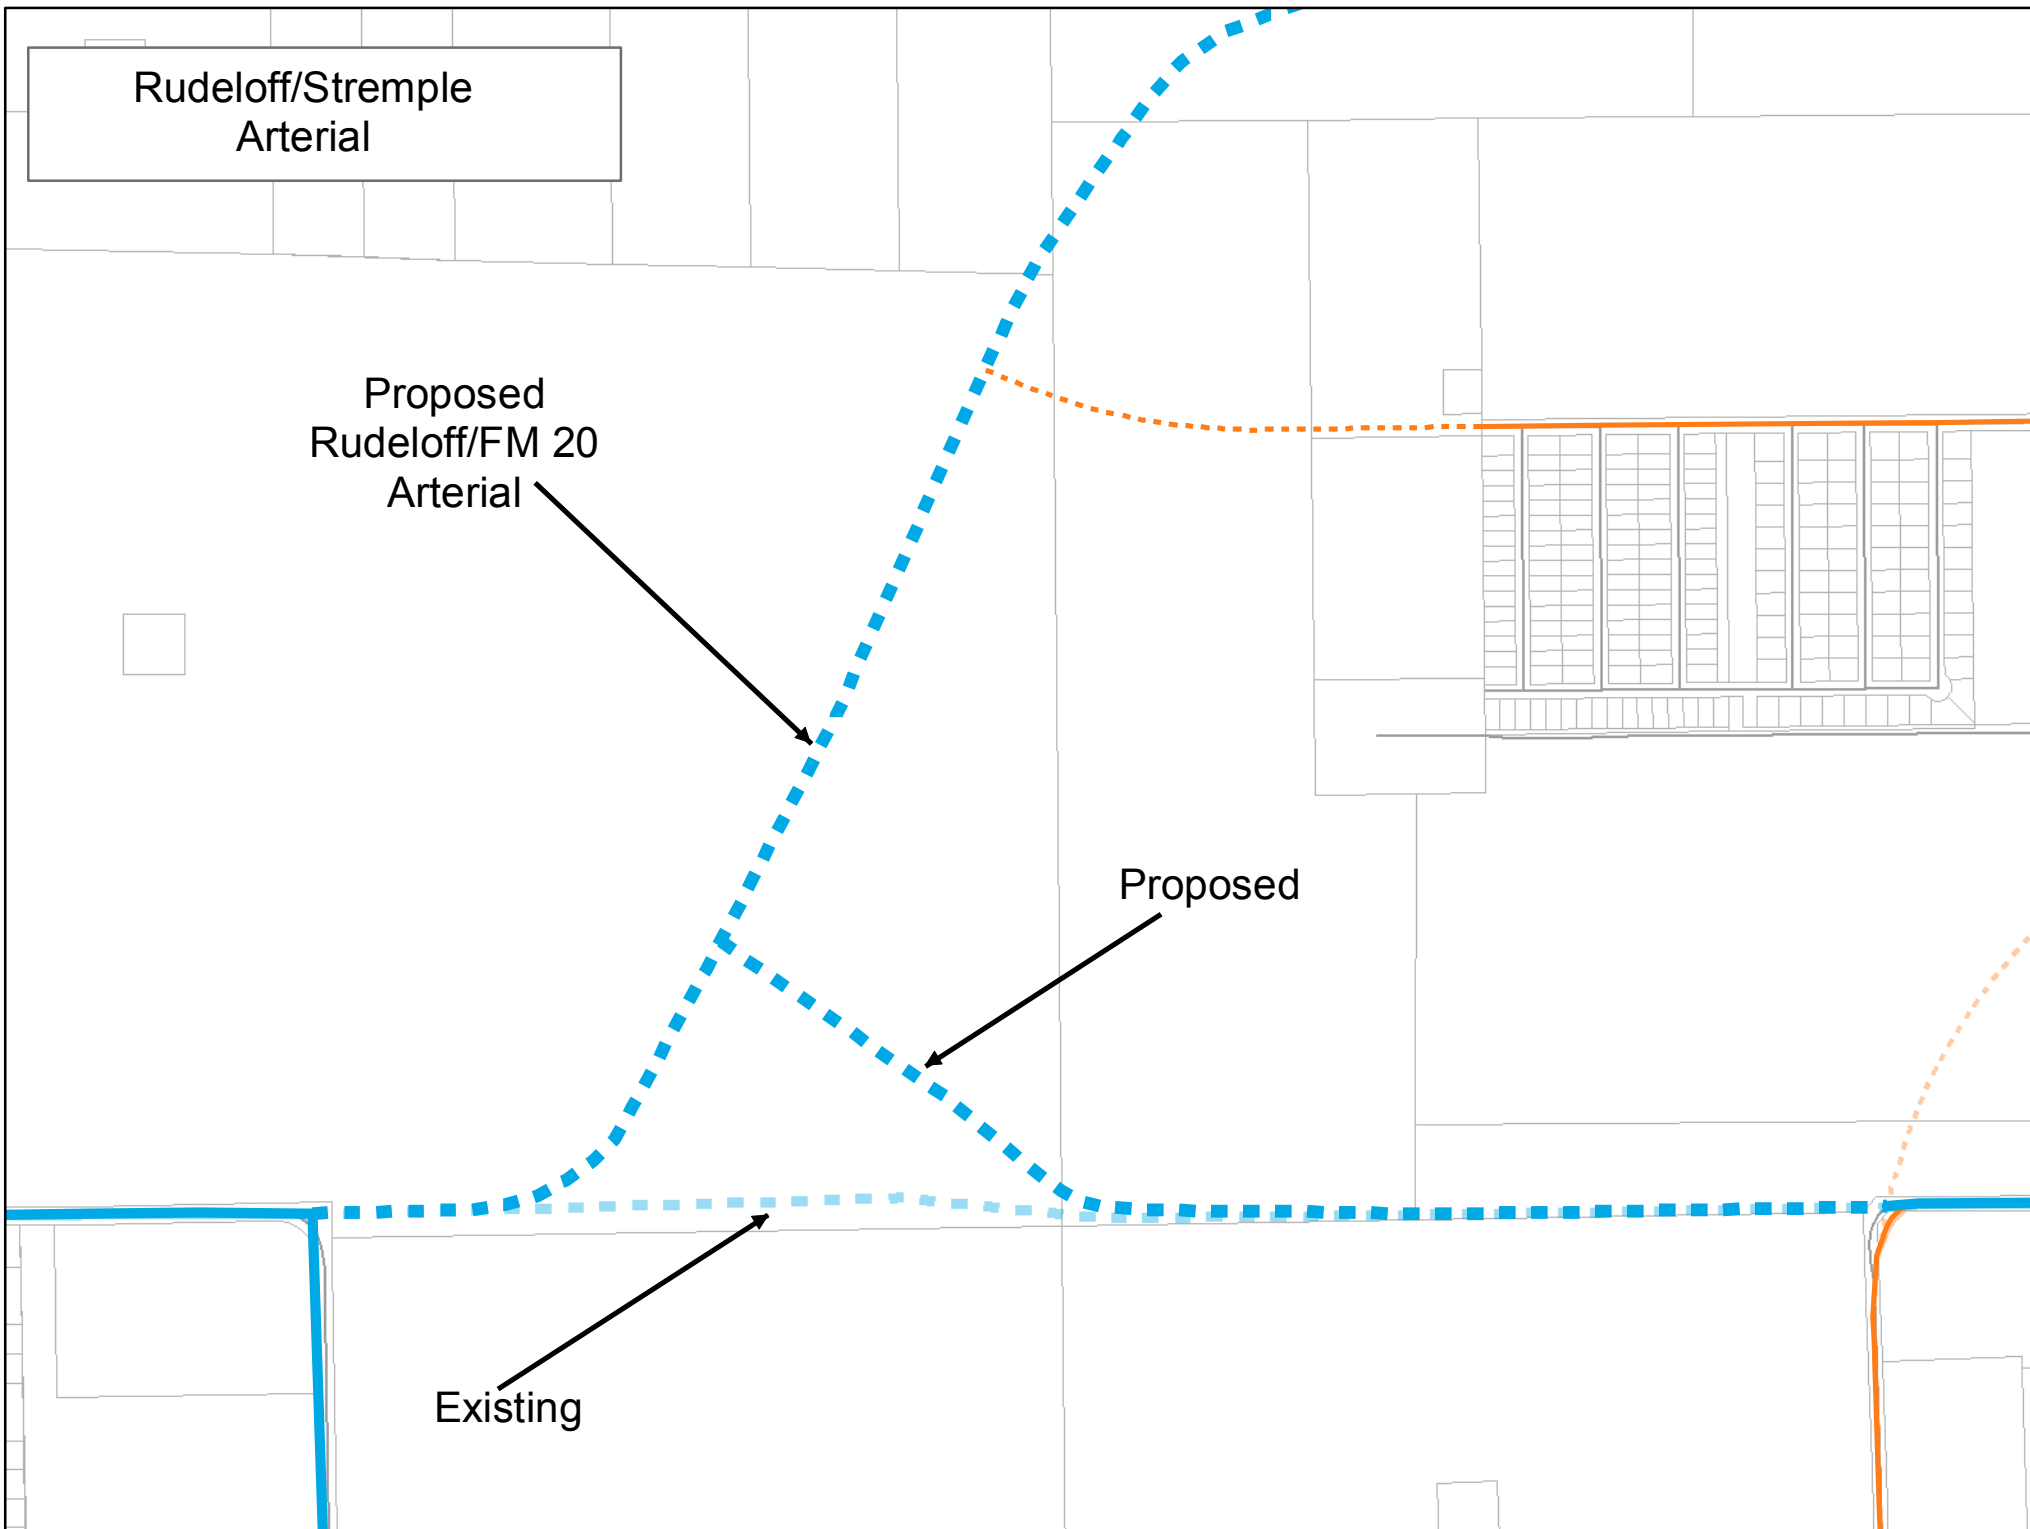 Rudeloff/Stremple
Arterial
Proposed
Rudeloff/FM 20
Arterial
Proposed
Existing